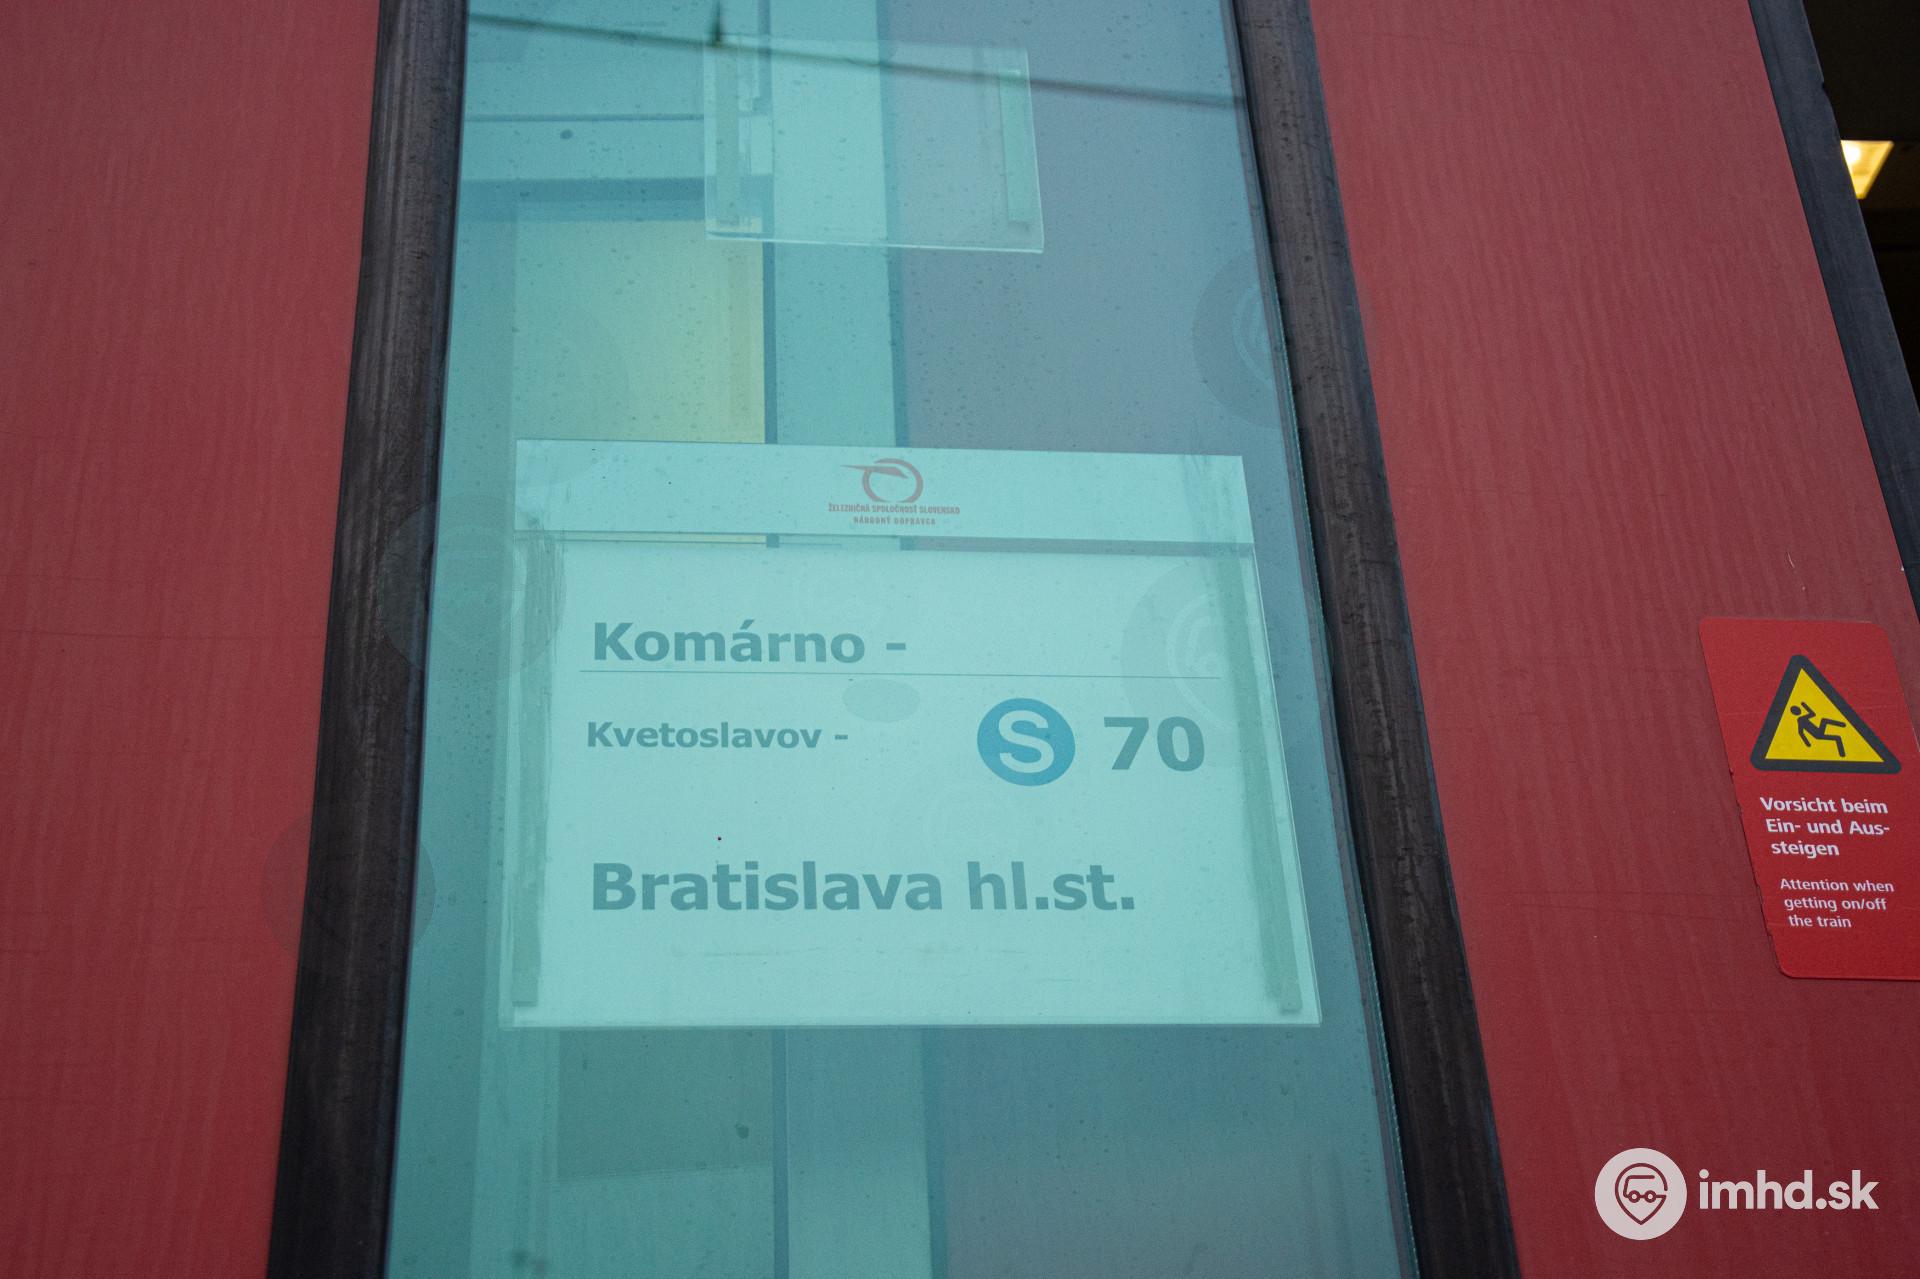 ŽELEZNIČNÁ SPOLOČNOSŤ SLOVENSKO
NÁRODNÝ DOPRAVCA
Komárno -
Kvetoslavov -
S 70
Bratislava hl.st.
Vorsicht beim
Ein- und Aus-
steigen
Attention when
getting on/off
the train
imhd.sk